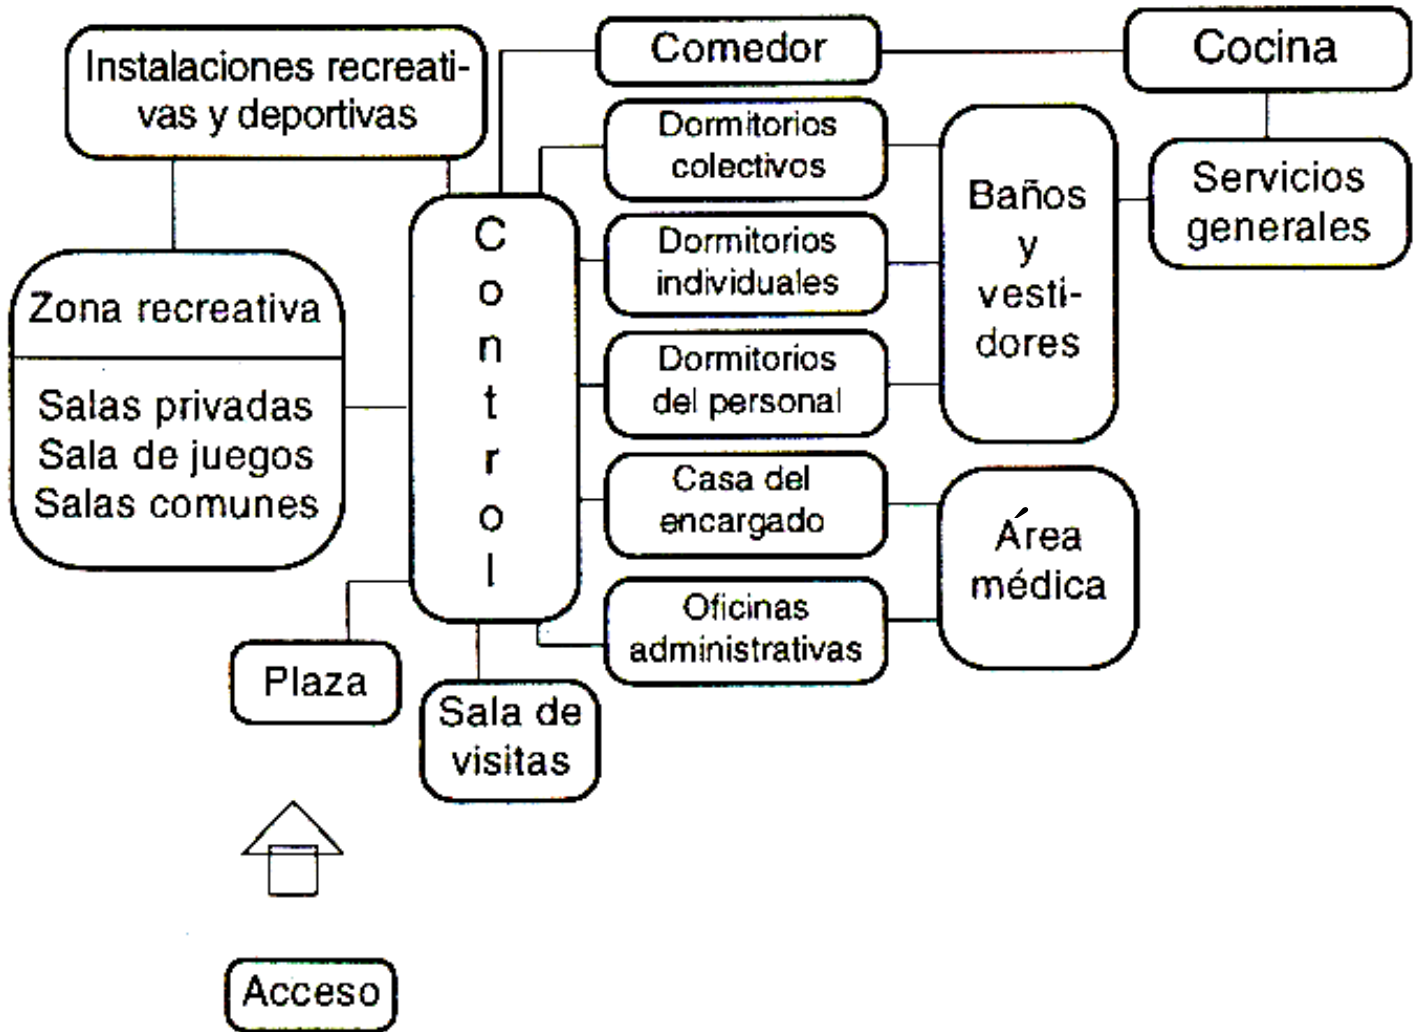 Instalaciones recreati-
vas y deportivas
Comedor
Cocina
Dormitorios
colectivos
Baños
y
vesti-
dores
Servicios
generales
Control
Dormitorios
individuales
Zona recreativa
Salas privadas
Sala de juegos
Salas comunes
Dormitorios
del personal
Casa del
encargado
Área
médica
Oficinas
administrativas
Plaza
Sala de
visitas
Acceso